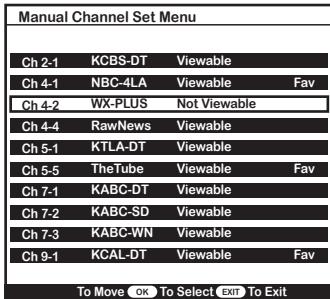 Manual Channel Set Menu
Ch 2-1 KCBS-DT Viewable
Ch 4-1 NBC-4LA Viewable Fav
Ch 4-2 WX-PLUS Not Viewable
Ch 4-4 RawNews Viewable
Ch 5-1 KTLA-DT Viewable
Ch 5-5 TheTube Viewable Fav
Ch 7-1 KABC-DT Viewable
Ch 7-2 KABC-SD Viewable
Ch 7-3 KABC-WN Viewable
Ch 9-1 KCAL-DT Viewable Fav
To Move OK To Select EXIT To Exit